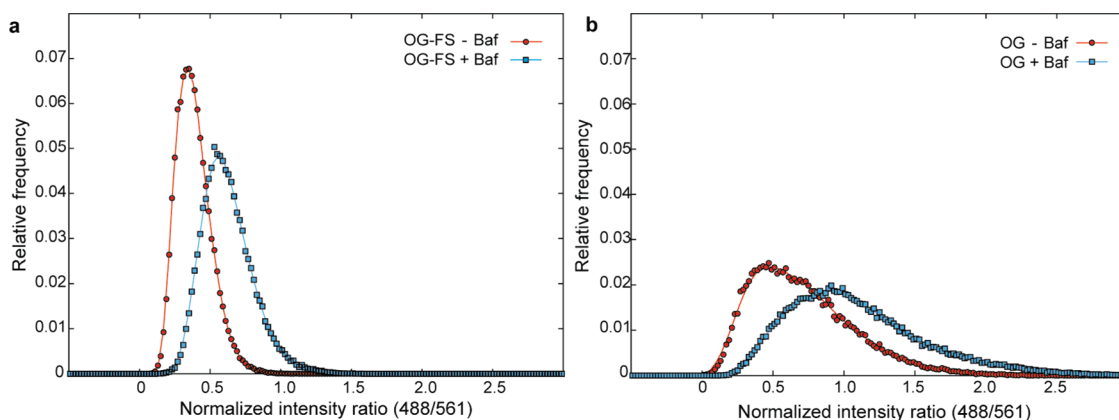 a
OG-FS - Baf
OG-FS + Baf
0.07
0.06
0.05
0.04
0.03
0.02
0.01
0
Relative frequency
0 0.5 1.0 1.5 2.0 2.5
Normalized intensity ratio (488/561)
b
OG - Baf
OG + Baf
0.07
0.06
0.05
0.04
0.03
0.02
0.01
0
Relative frequency
0 0.5 1.0 1.5 2.0 2.5
Normalized intensity ratio (488/561)